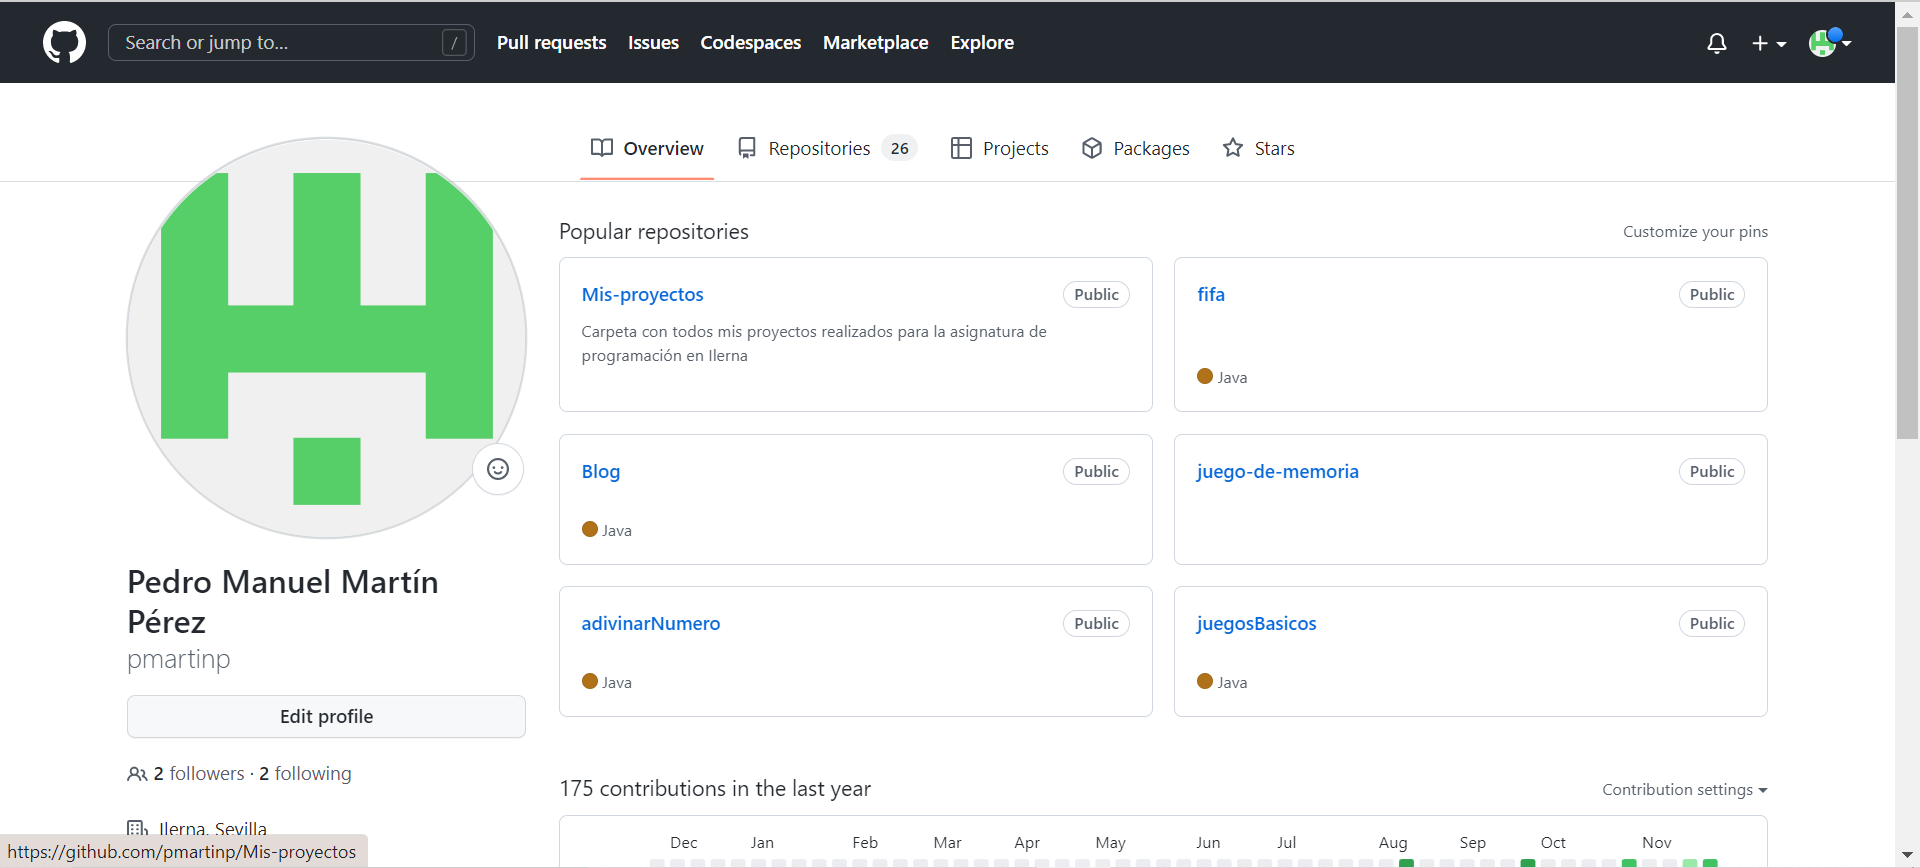 Search or jump to...
/
Pull requests
Issues
Codespaces
Marketplace
Explore
Overview
Repositories 26
Projects
Packages
Stars
Popular repositories
Customize your pins
Mis-proyectos
Public
Carpeta con todos mis proyectos realizados para la asignatura de
programación en Ilerna
fifa
Public
Java
Blog
Public
Java
juego-de-memoria
Public
adivinarNumero
Public
Java
juegosBasicos
Public
Java
Pedro Manuel Martín
Pérez
pmartinp
Edit profile
2 followers · 2 following
Ilerna, Sevilla
175 contributions in the last year
Contribution settings
Dec Jan Feb Mar Apr May Jun Jul Aug Sep Oct Nov
https://github.com/pmartinp/Mis-proyectos